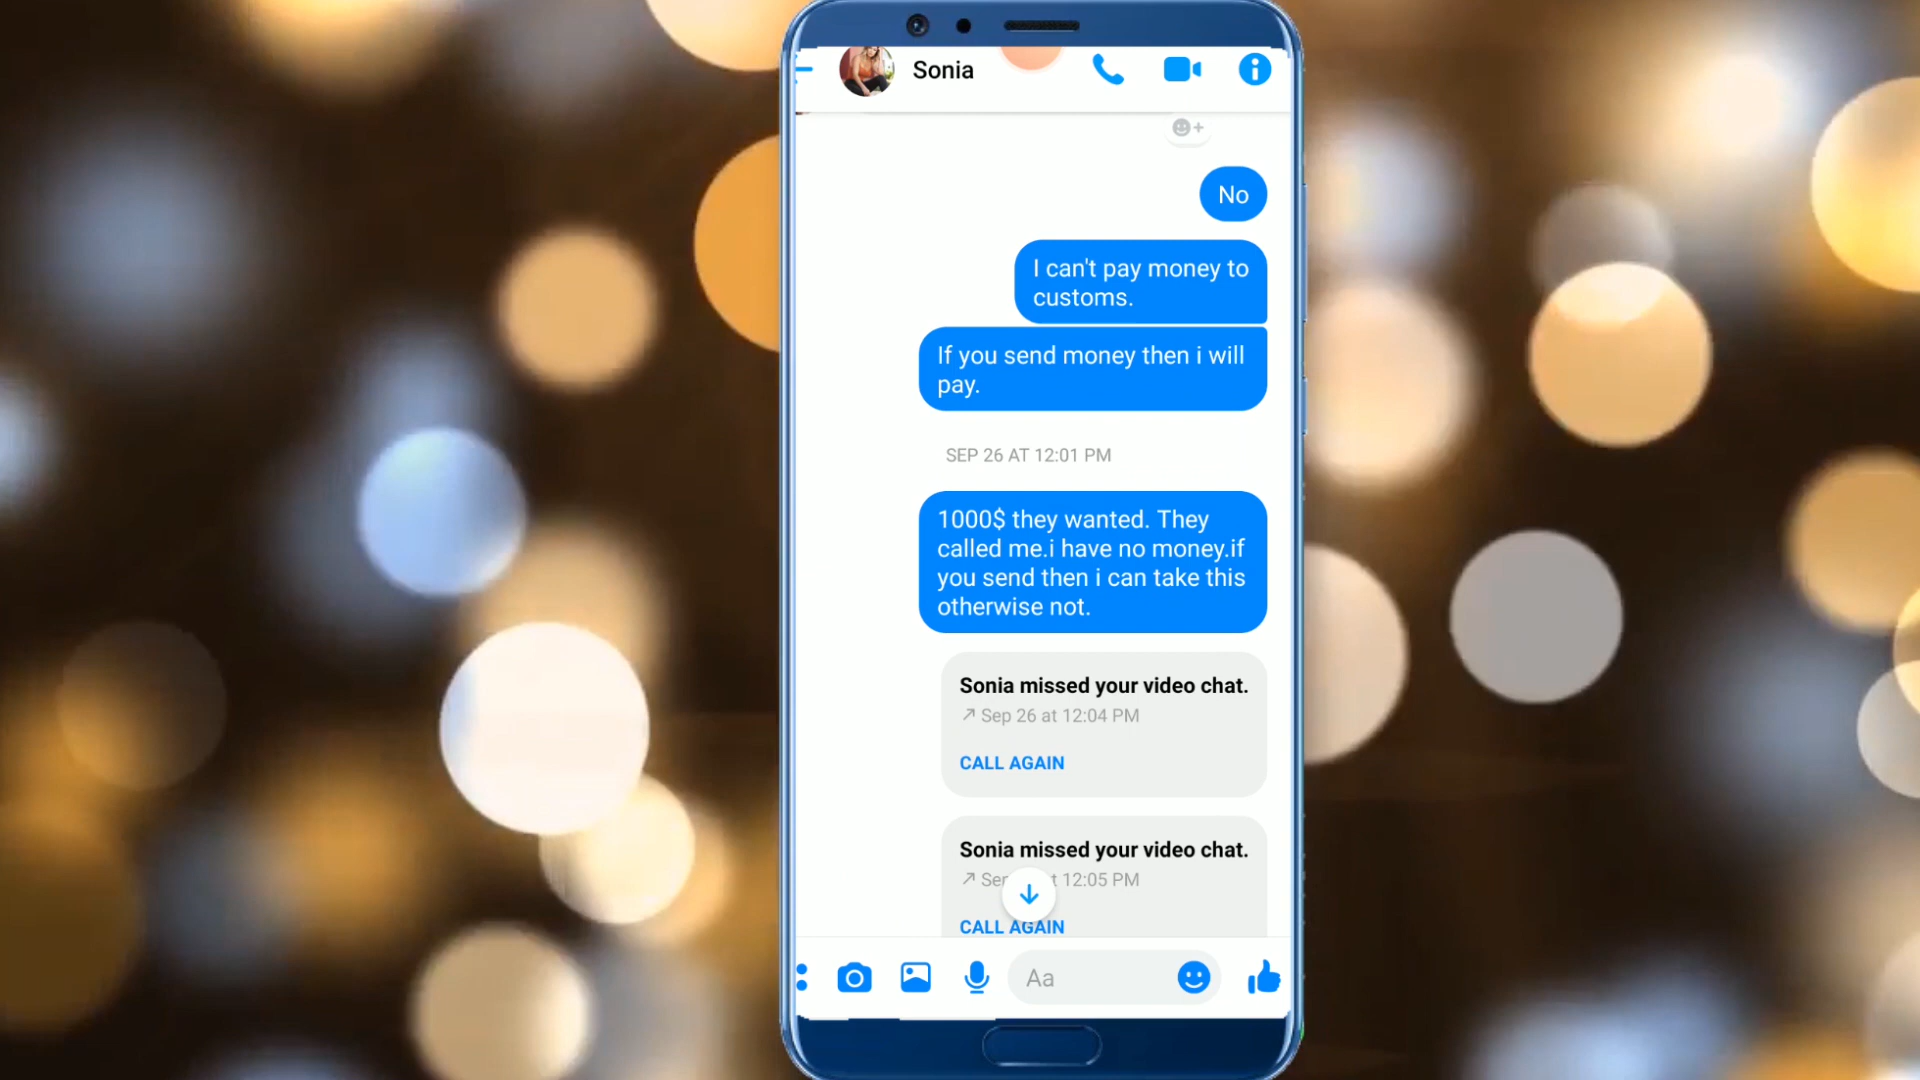 Sonia
No
I can't pay money to
customs.
If you send money then i will
pay.
SEP 26 AT 12:01 PM
1000$ they wanted. They
called me.i have no money.if
you send then i can take this
otherwise not.
Sonia missed your video chat.
Sep 26 at 12:04 PM
CALL AGAIN
Sonia missed your video chat.
12:05 PM
CALL AGAIN
Aa